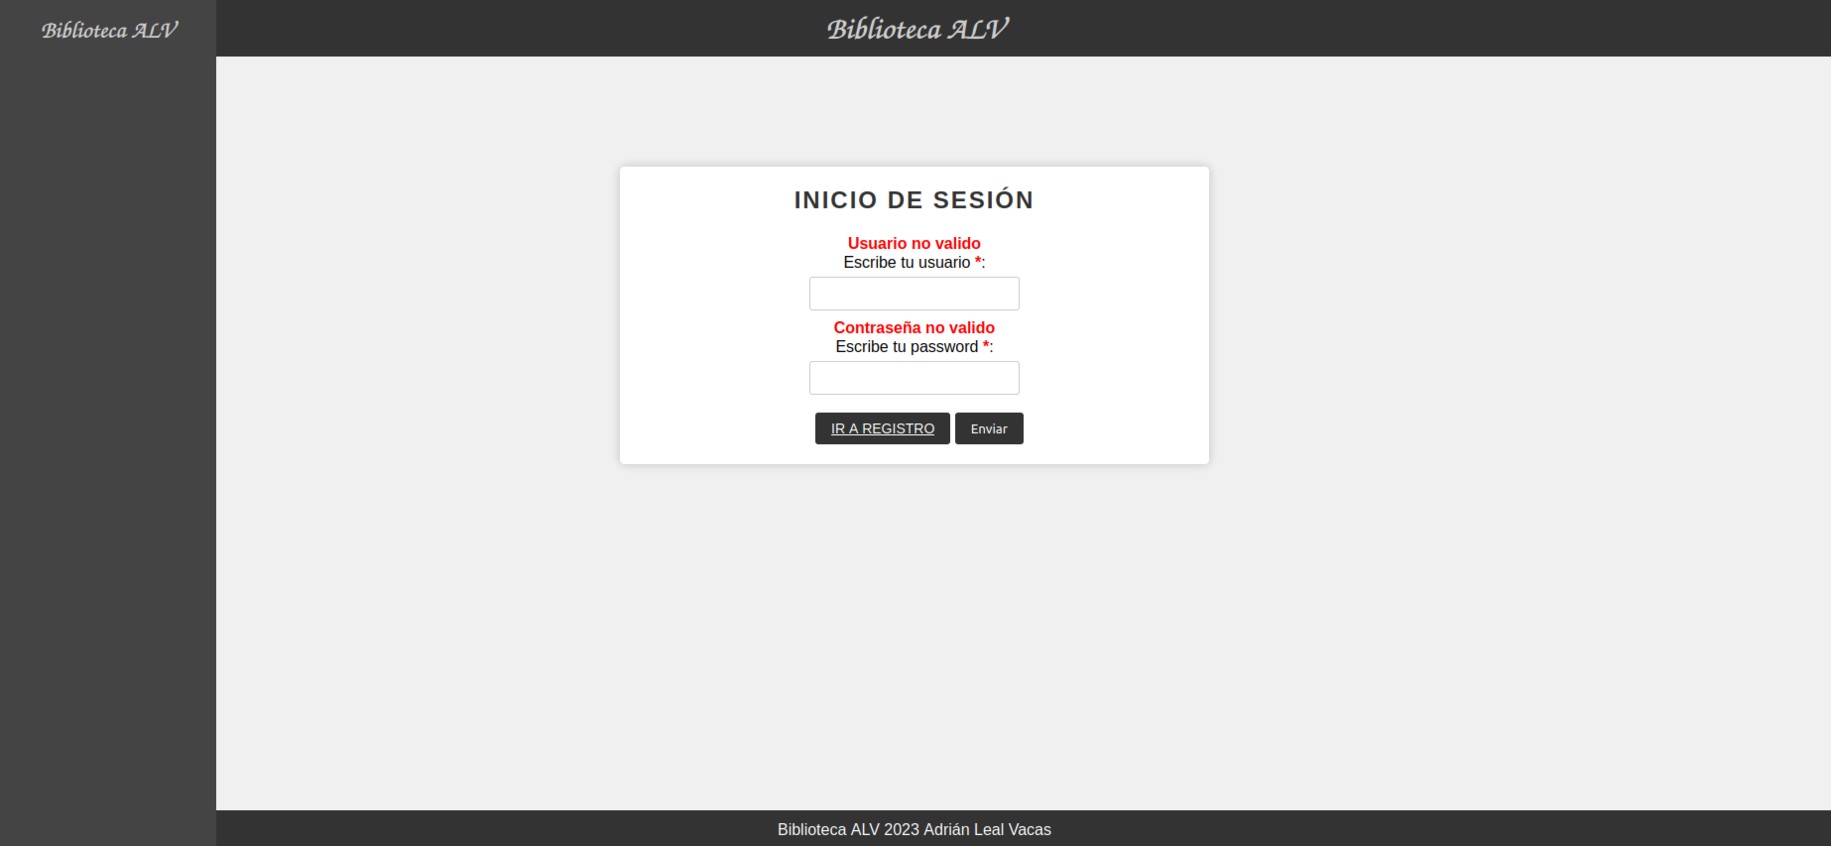 Biblioteca ALV
Biblioteca ALV
INICIO DE SESIÓN
Usuario no valido
Escribe tu usuario *:
Contraseña no valido
Escribe tu password *:
IR A REGISTRO
Enviar
Biblioteca ALV 2023 Adrián Leal Vacas